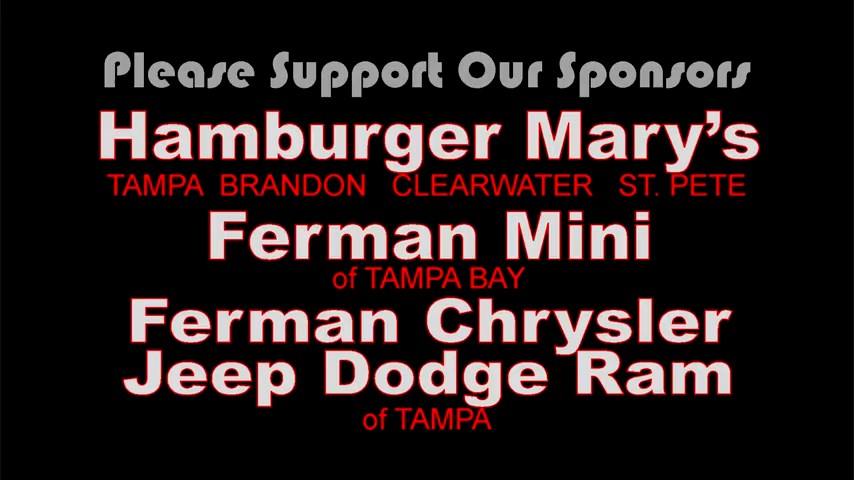 Please Support Our Sponsors
Hamburger Mary's
TAMPA BRANDON CLEARWATER ST. PETE
Ferman Mini
of TAMPA BAY
Ferman Chrysler
Jeep Dodge Ram
of TAMPA